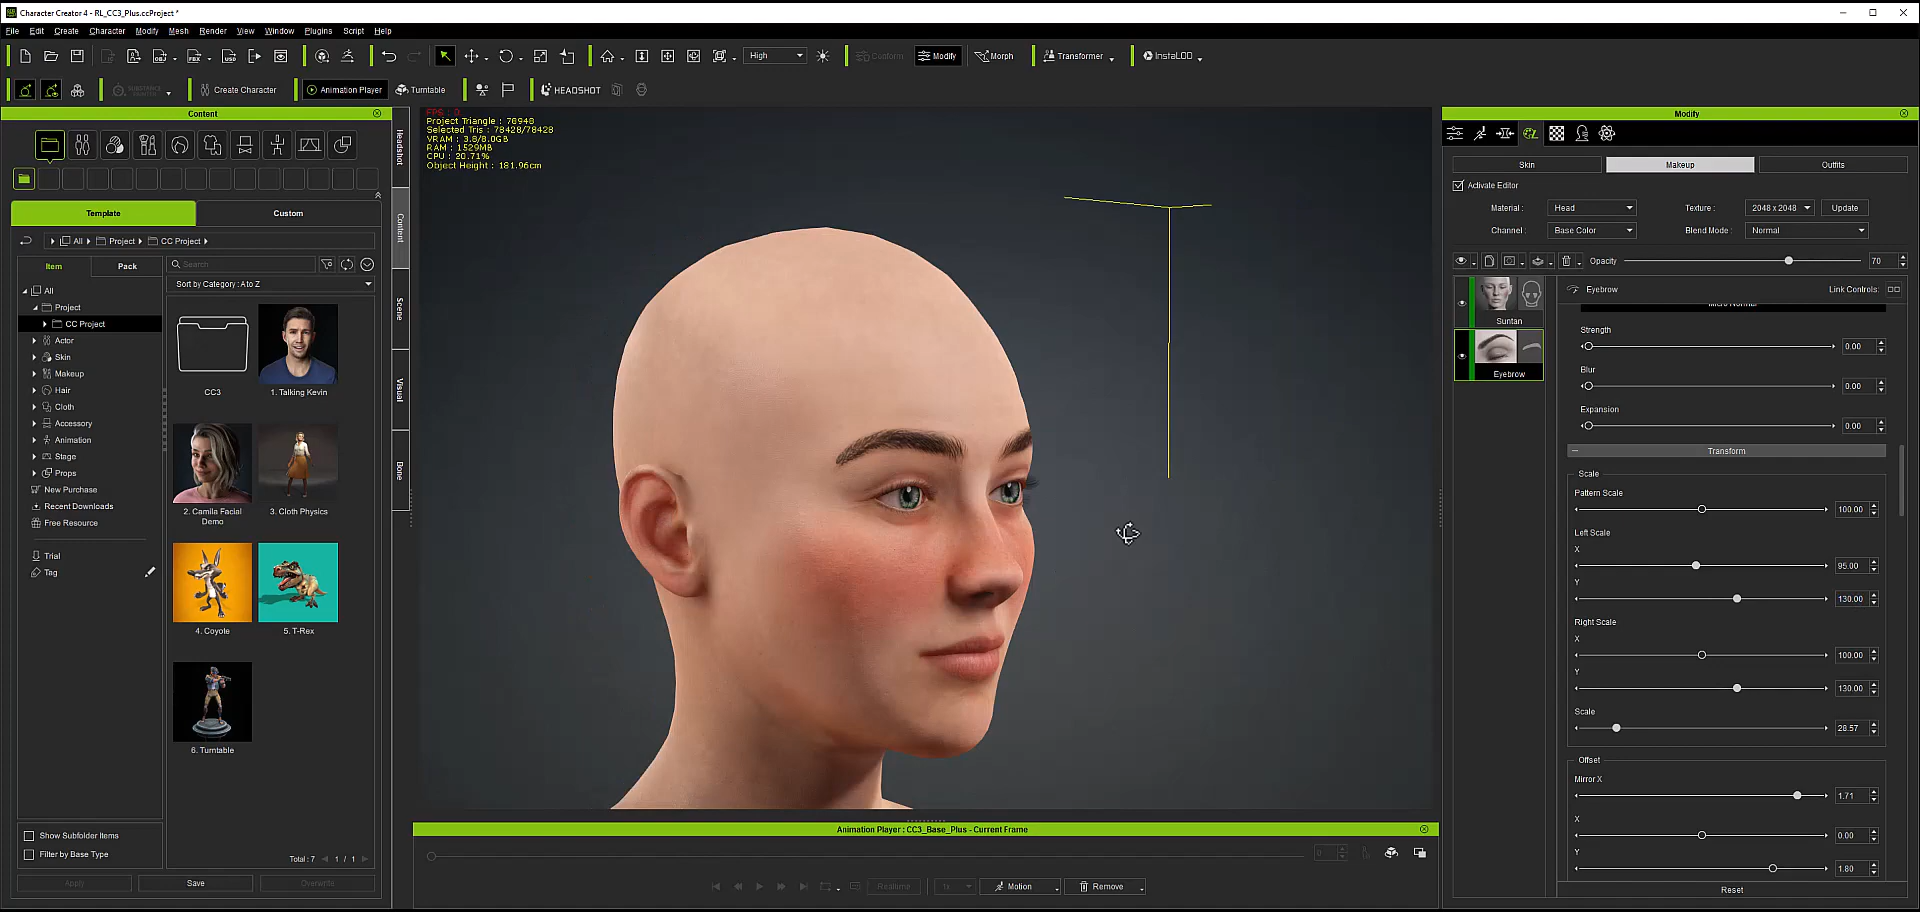 Character Creator 4 - RL_CC3_Plus.ccProject *
File Edit Create Character Modify Mesh Render Edit View Window Plugins Script Help
High
Conform
Modify
Morph
Transformer
InstaLOD
Create Character
Animation Player
Turntable
HEADSHOT
Content
Template
Custom
All Project CC Project
Item
Pack
Search
Sort by Category : A to Z
All
Project
CC Project
Actor
Skin
Makeup
Hair
Cloth
Accessory
Animation
Stage
Props
New Purchase
Recent Downloads
Free Resource
Trial
Tag
CC3
1. Talking Kevin
2. Camila Facial
Demo
3. Cloth Physics
4. Coyote
5. T-Rex
6. Turntable
Show Subfolder Items
Filter by Base Type
Total : 7 1 / 1
Apply
Save
Overwrite
Headshot
Content
Scene
Visual
Bone
FPS : 0
Project Triangle : 78948
Selected Tris : 78428/78428
VRAM : 3.8/8.0GB
RAM : 1529MB
CPU : 20.71%
Object Height : 181.96cm
Animation Player : CC3_Base_Plus - Current Frame
0
Realtime
1x
Motion
Remove
Modify
Skin
Makeup
Outfits
Activate Editor
Material : Head
Texture : 2048 x 2048
Update
Channel : Base Color
Blend Mode : Normal
Opacity 70
Suntan
Eyebrow
Eyebrow
Link Controls:
Micro Normal
Strength
0.00
Blur
0.00
Expansion
0.00
Transform
Scale
Pattern Scale
100.00
Left Scale
X
95.00
Y
130.00
Right Scale
X
100.00
Y
130.00
Scale
28.57
Offset
Mirror X
1.71
X
0.00
Y
1.80
Reset